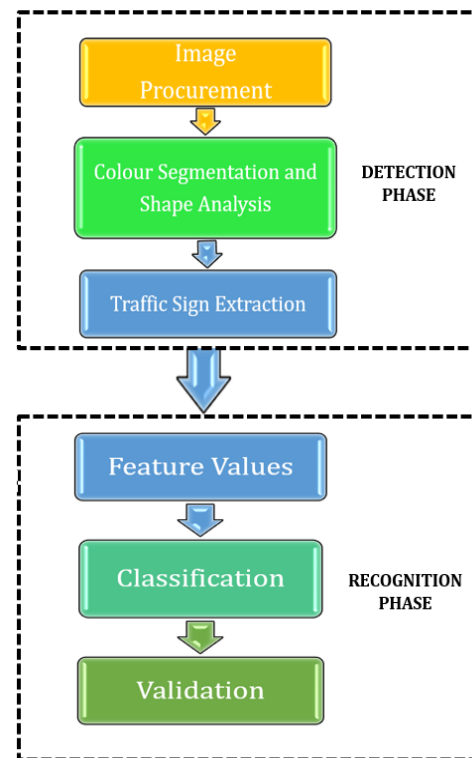 Image
Procurement
Colour Segmentation and
Shape Analysis
DETECTION
PHASE
Traffic Sign Extraction
Feature Values
Classification
RECOGNITION
PHASE
Validation